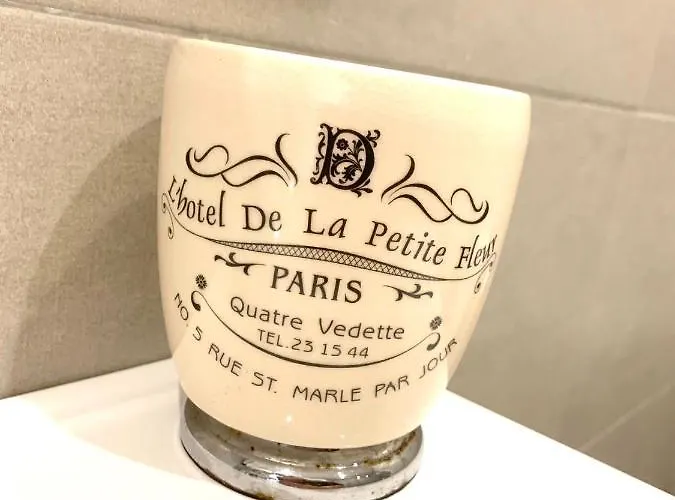 D
L'hotel De La Petite Fleur
PARIS
Quatre Vedette
TEL.23 15 44
NO. 5 RUE ST. MARLE PAR JOUR